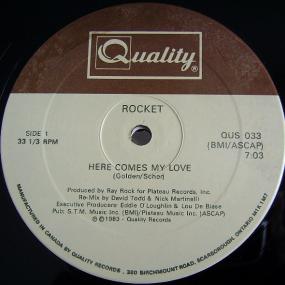 Quality®
ROCKET
SIDE 1
33 1/3 RPM
QUS 033
(BMI/ASCAP)
7:03
HERE COMES MY LOVE
(Golden/Scher)
Produced by Ray Rock for Plateau Records, Inc.
Re-Mix by David Todd & Nick Martinelli
Executive Producers: Eddie O'Loughlin & Lou De Biase
Pub: S.T.M. Music Inc. (BMI)/Plateau Music Inc. (ASCAP)
℗©1983 - Quality Records
MANUFACTURED IN CANADA BY QUALITY RECORDS - 380 BIRCHMOUNT ROAD, SCARBOROUGH, ONTARIO M1K 1M7